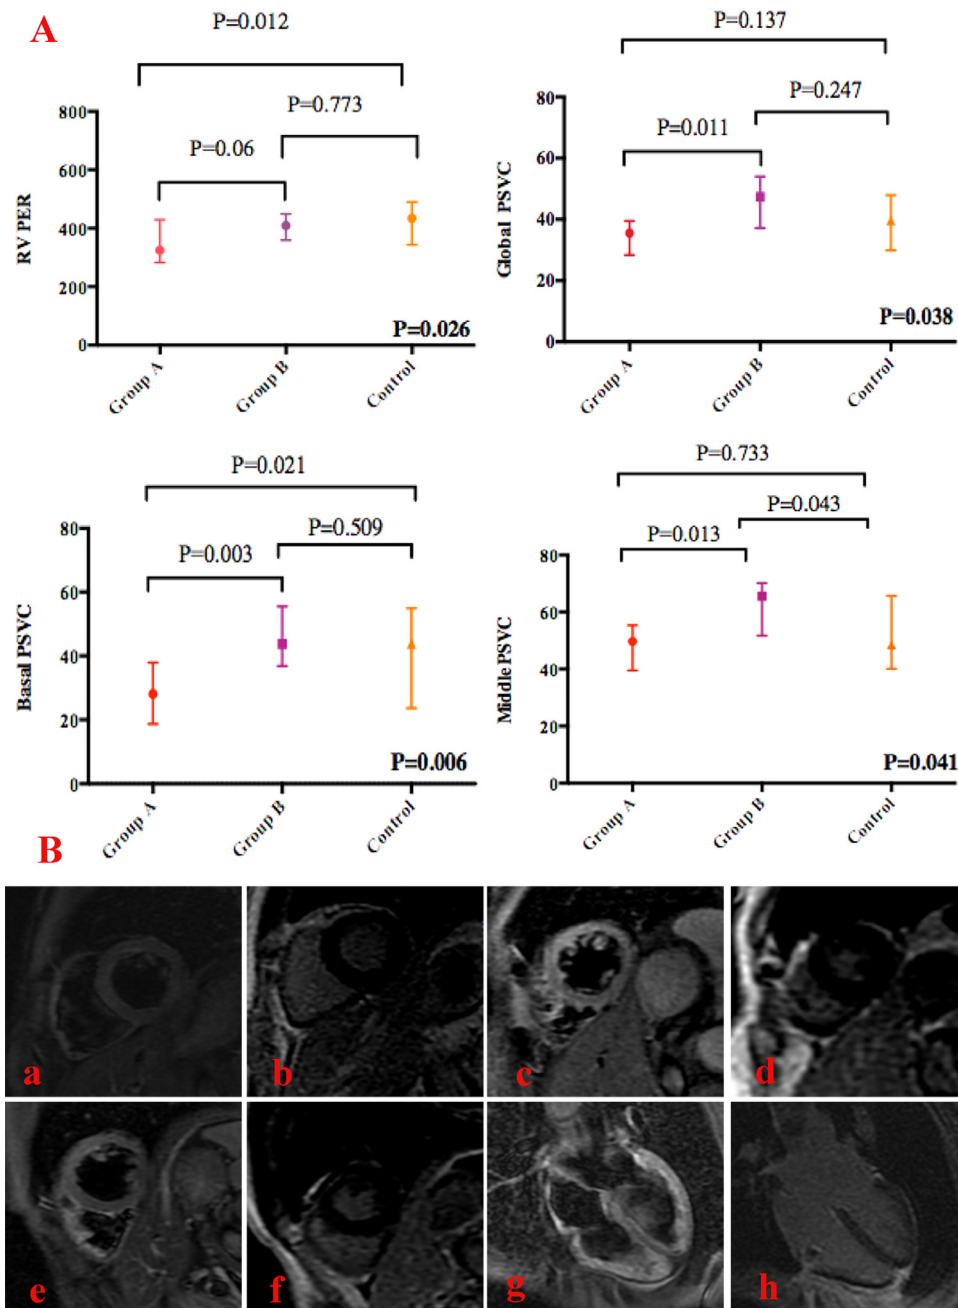 A
P=0.012
P=0.773
P=0.06
800
600
400
200
0
RV PER
P=0.026
Group A
Group B
Control
P=0.137
P=0.247
P=0.011
80
60
40
20
0
Global PSVC
P=0.038
Group A
Group B
Control
P=0.021
P=0.509
P=0.003
80
60
40
20
0
Basal PSVC
P=0.006
Group A
Group B
Control
P=0.733
P=0.043
P=0.013
80
60
40
20
0
Middle PSVC
P=0.041
Group A
Group B
Control
B
a
b
c
d
e
f
g
h